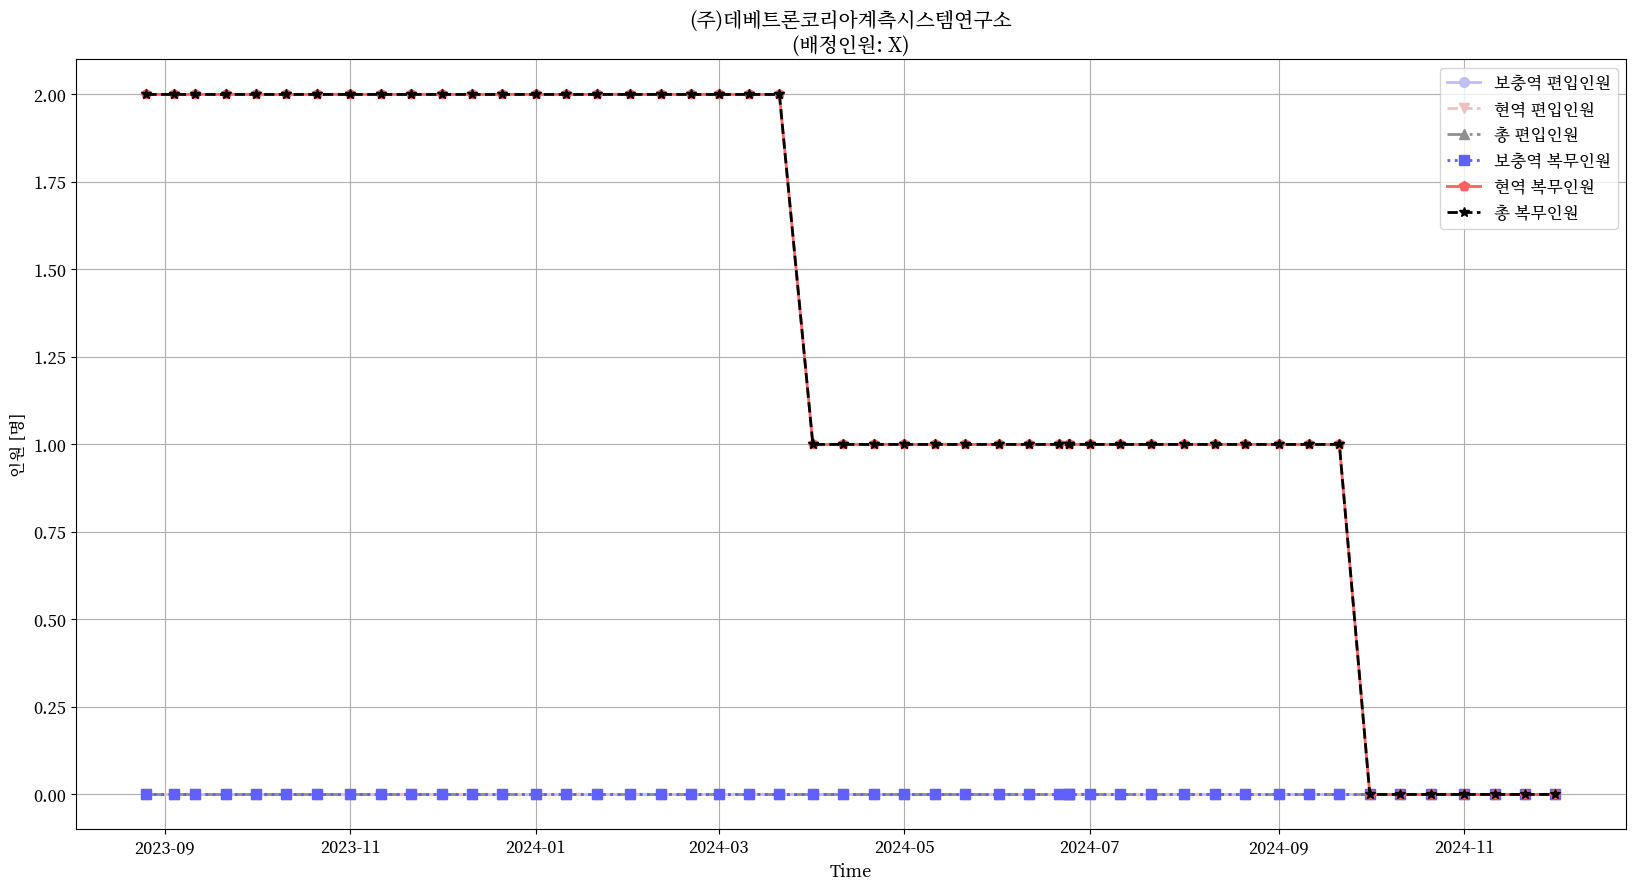 (주)데베트론코리아계측시스템연구소
(배정인원: X)
보충역 편입인원
현역 편입인원
총 편입인원
보충역 복무인원
현역 복무인원
총 복무인원
2.00
1.75
1.50
1.25
1.00
0.75
0.50
0.25
0.00
인원 [명]
2023-09
2023-11
2024-01
2024-03
2024-05
2024-07
2024-09
2024-11
Time